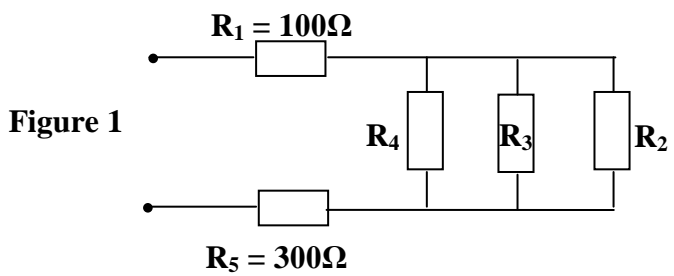 R₁ = 100Ω
Figure 1
R₄ R₃ R₂
R₅ = 300Ω